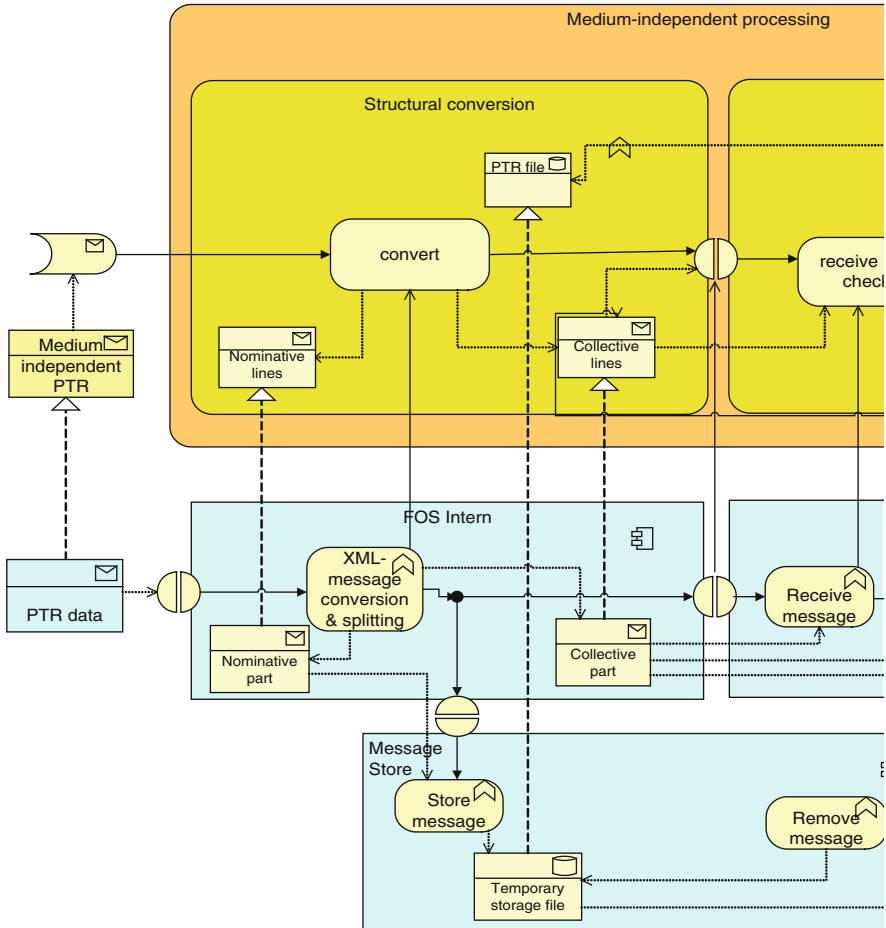 Medium-independent processing
Structural conversion
PTR file
convert
receive
check
Nominative
lines
Collective
lines
Medium
independent
PTR
FOS Intern
XML-
message
conversion
& splitting
PTR data
Receive
message
Nominative
part
Collective
part
Message
Store
Store
message
Remove
message
Temporary
storage file